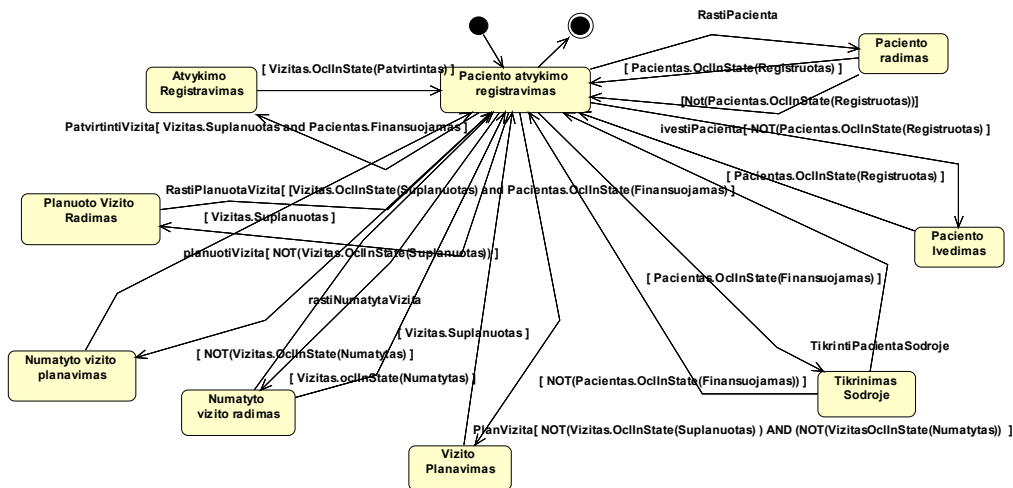 RastiPacienta
Paciento
radimas
Atvykimo
Registravimas
[ Vizitas.OclInState(Patvirtintas) ]
Paciento atvykimo
registravimas
[ Pacientas.OclInState(Registruotas) ]
[Not(Pacientas.OclInState(Registruotas))]
PatvirtintiVizita[ Vizitas.Suplanuotas and Pacientas.Finansuojamas ]
ivestiPacienta[ NOT(Pacientas.OclInState(Registruotas) ]
[ Pacientas.OclInState(Registruotas) ]
RastiPlanuotaVizita[ [Vizitas.OclInState(Suplanuotas) and Pacientas.OclInState(Finansuojamas) ]
Planuoto Vizito
Radimas
[ Vizitas.Suplanuotas ]
Paciento
Ivedimas
planuotiVizita[ NOT(Vizitas.OclInState(Suplanuotas)) ]
[ Pacientas.OclInState(Finansuojamas) ]
rastiNumatytaVizita
[ Vizitas.Suplanuotas ]
TikrintiPacientaSodroje
Numatyto vizito
planavimas
[ NOT(Vizitas.OclInState(Numatytas) ]
[ Vizitas.oclInState(Numatytas) ]
[ NOT(Pacientas.OclInState(Finansuojamas)) ]
Tikrinimas
Sodroje
Numatyto
vizito radimas
PlanVizita[ NOT(Vizitas.OclInState(Suplanuotas) ) AND (NOT(VizitasOclInState(Numatytas)) ]
Vizito
Planavimas